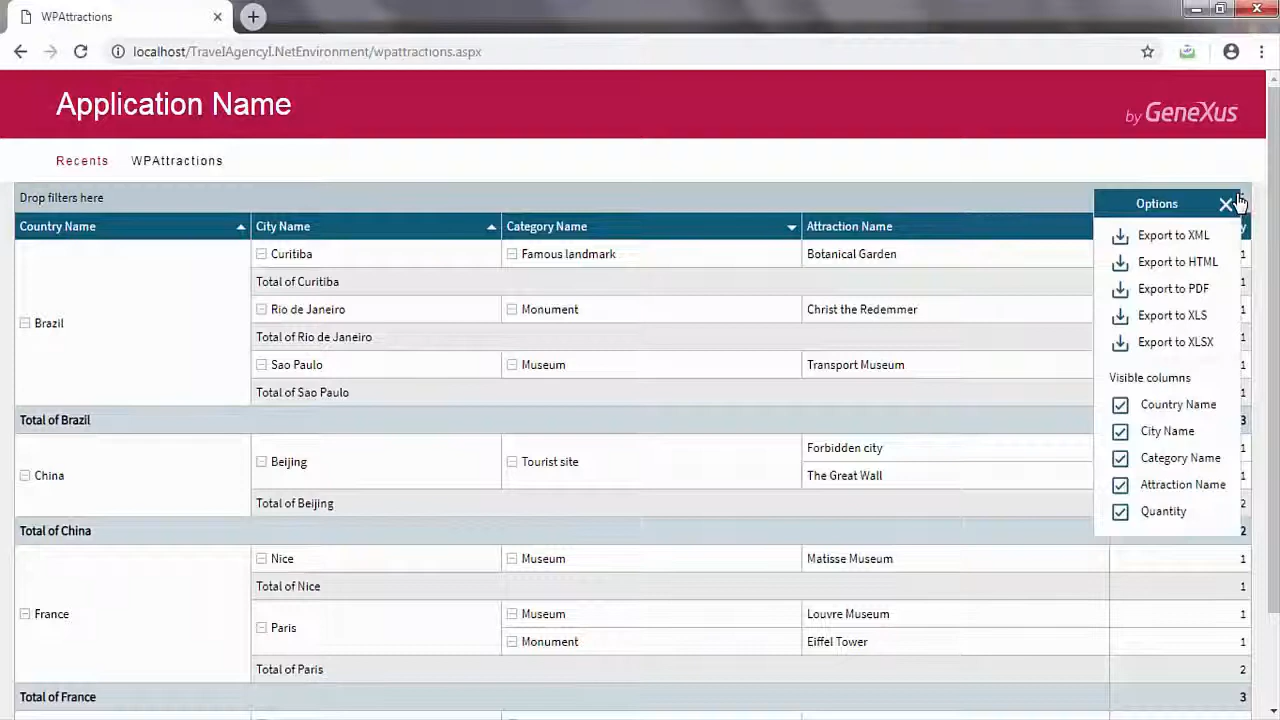 WPAttractions
localhost/TravelAgencyI.NetEnvironment/wpattractions.aspx
Application Name
by GeneXus
Recents WPAttractions
Drop filters here
Country Name City Name Category Name Attraction Name
Options
Export to XML
Export to HTML
Export to PDF
Export to XLS
Export to XLSX
Visible columns
Country Name
City Name
Category Name
Attraction Name
Quantity
Brazil
Curitiba Famous landmark Botanical Garden 1
Total of Curitiba 1
Rio de Janeiro Monument Christ the Redemmer 1
Total of Rio de Janeiro 1
Sao Paulo Museum Transport Museum 1
Total of Sao Paulo 1
Total of Brazil 3
China
Beijing Tourist site
Forbidden city 1
The Great Wall 1
Total of Beijing 2
Total of China 2
France
Nice Museum Matisse Museum 1
Total of Nice 1
Paris
Museum Louvre Museum 1
Monument Eiffel Tower 1
Total of Paris 2
Total of France 3